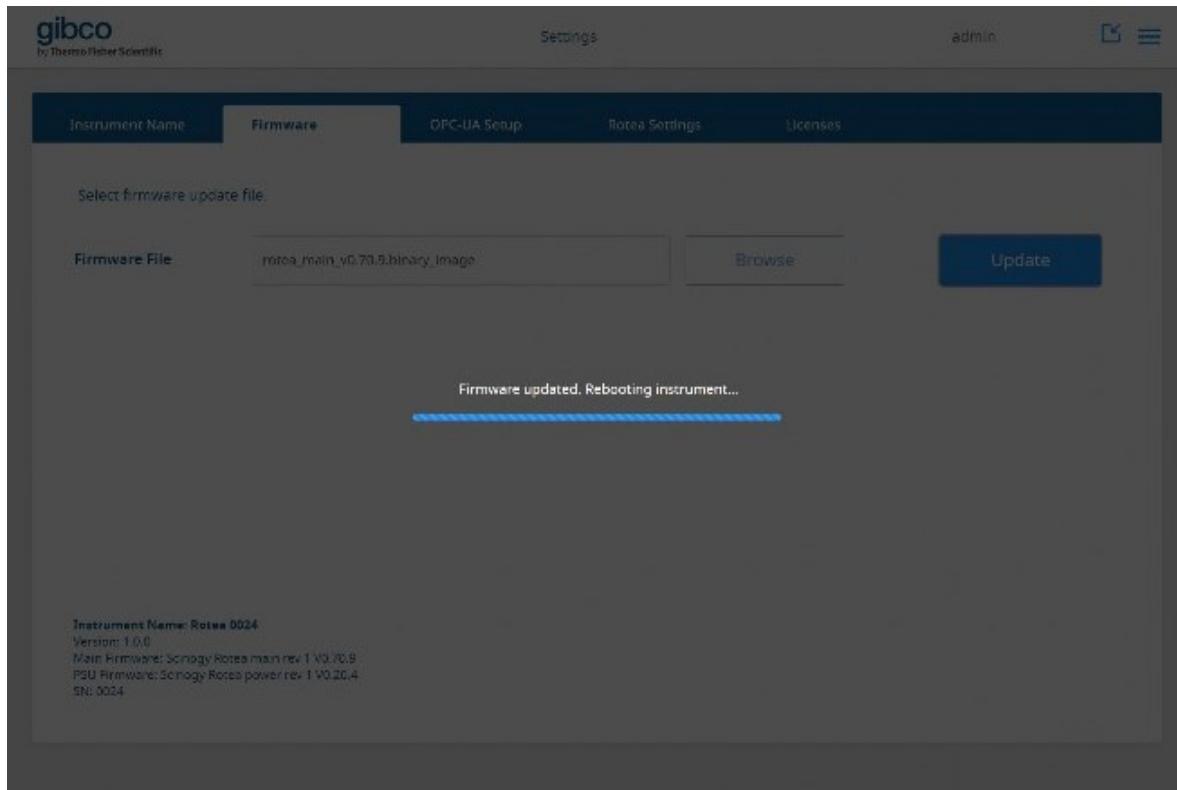 gibco
by Thermo Fisher Scientific
Settings
admin
Instrument Name
Firmware
OPC-UA Setup
Rotea Settings
Licenses
Select firmware update file.
Firmware File
rotea_main_v0.70.9.binary_image
Browse
Update
Firmware updated. Rebooting instrument...
Instrument Name: Rotea 0024
Version: 1.0.0
Main Firmware: Scinogy Rotea main rev 1 V0.70.9
PSU Firmware: Scinogy Rotea power rev 1 V0.20.4
SN: 0024